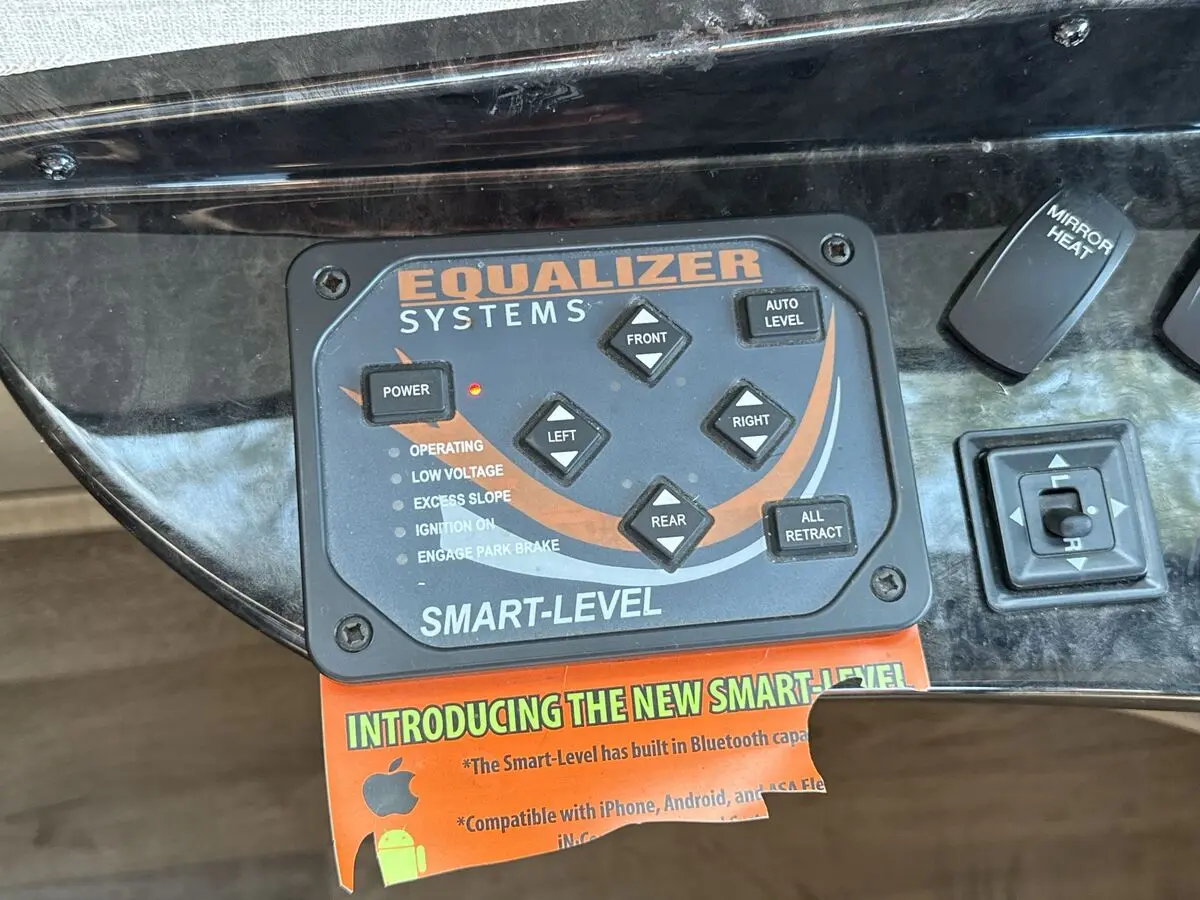 EQUALIZER
SYSTEMS
AUTO
LEVEL
FRONT
POWER
LEFT
RIGHT
OPERATING
LOW VOLTAGE
EXCESS SLOPE
IGNITION ON
ENGAGE PARK BRAKE
REAR
ALL
RETRACT
SMART-LEVEL
MIRROR
HEAT
L
R
INTRODUCING THE NEW SMART-LEVEL
*The Smart-Level has built in Bluetooth capa
*Compatible with iPhone, Android, and ASA Ele